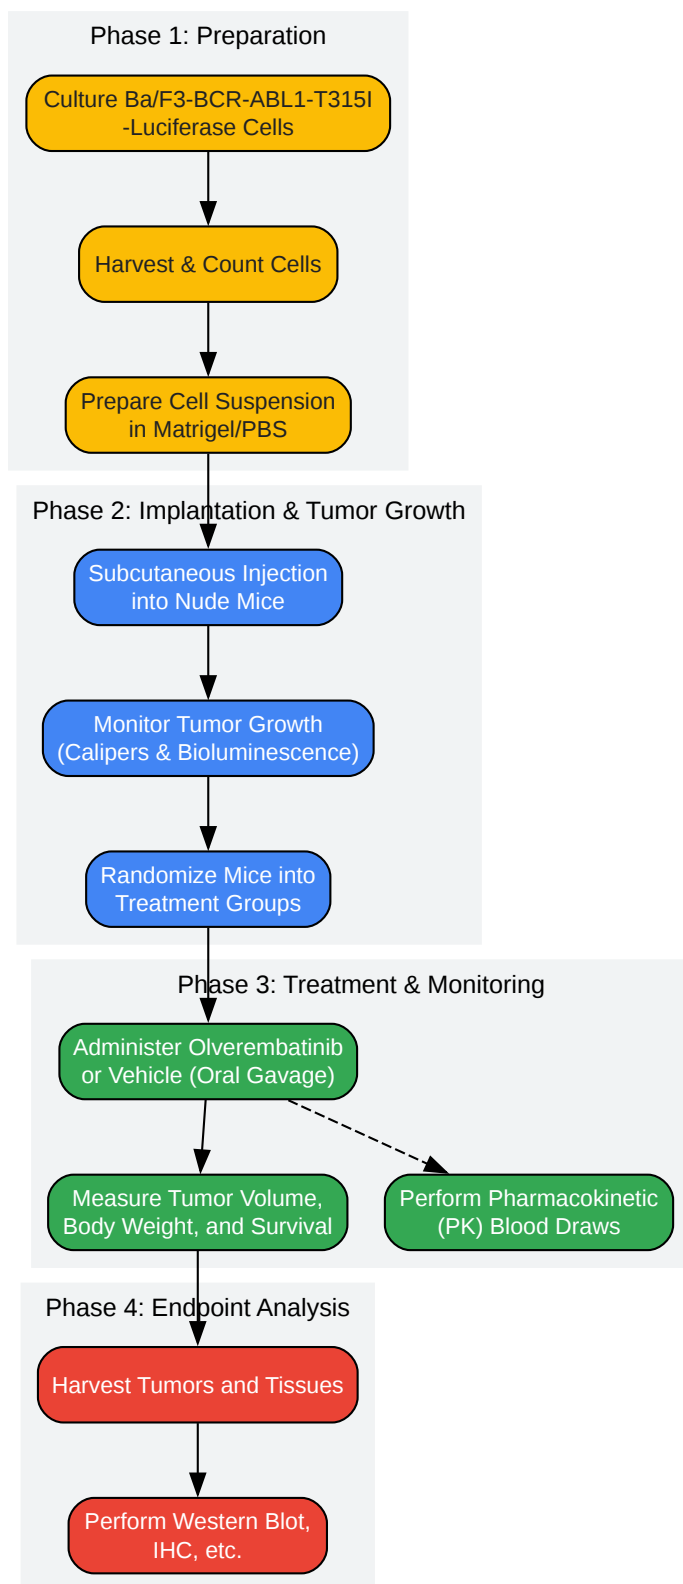 Phase 1: Preparation
Culture Ba/F3-BCR-ABL1-T315I
-Luciferase Cells
Harvest & Count Cells
Prepare Cell Suspension
in Matrigel/PBS
Phase 2: Implantation & Tumor Growth
Subcutaneous Injection
into Nude Mice
Monitor Tumor Growth
(Calipers & Bioluminescence)
Randomize Mice into
Treatment Groups
Phase 3: Treatment & Monitoring
Administer Olverembatinib
or Vehicle (Oral Gavage)
Measure Tumor Volume,
Body Weight, and Survival
Perform Pharmacokinetic
(PK) Blood Draws
Phase 4: Endpoint Analysis
Harvest Tumors and Tissues
Perform Western Blot,
IHC, etc.